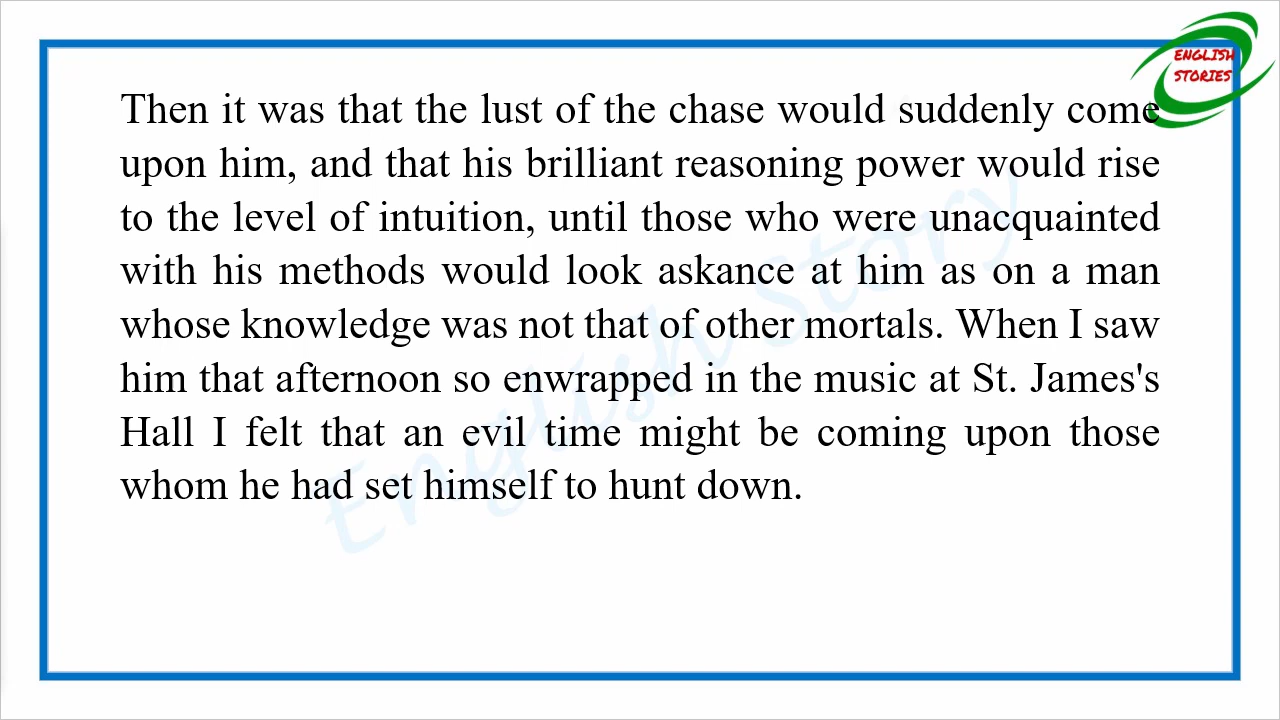 ENGLISH
STORIES
Then it was that the lust of the chase would suddenly come
upon him, and that his brilliant reasoning power would rise
to the level of intuition, until those who were unacquainted
with his methods would look askance at him as on a man
whose knowledge was not that of other mortals. When I saw
him that afternoon so enwrapped in the music at St. James's
Hall I felt that an evil time might be coming upon those
whom he had set himself to hunt down.
English Story